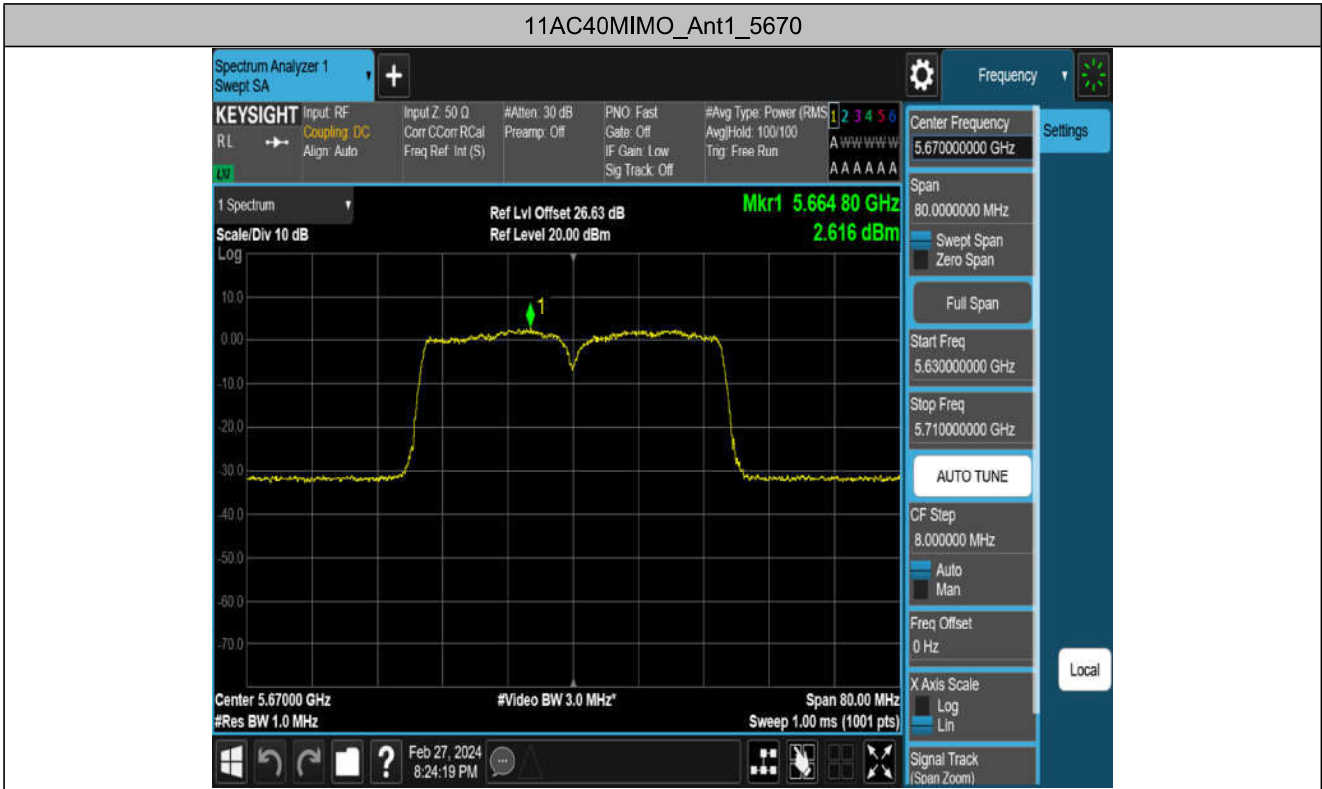 11AC40MIMO_Ant1_5670
Spectrum Analyzer 1
Swept SA
+
Frequency
KEYSIGHT
RL
LXI
Input: RF
Coupling: DC
Align: Auto
Input Z: 50 Ω
Corr CCorr RCal
Freq Ref: Int (S)
#Atten: 30 dB
Preamp: Off
PNO: Fast
Gate: Off
IF Gain: Low
Sig Track: Off
#Avg Type: Power (RMS
Avg|Hold: 100/100
Trig: Free Run
1 2 3 4 5 6
A W W W W W
A A A A A A
1 Spectrum
Scale/Div 10 dB
Log
Ref Lvl Offset 26.63 dB
Ref Level 20.00 dBm
Mkr1 5.664 80 GHz
2.616 dBm
1
10.0
0.00
-10.0
-20.0
-30.0
-40.0
-50.0
-60.0
-70.0
Center 5.67000 GHz
#Res BW 1.0 MHz
#Video BW 3.0 MHz*
Span 80.00 MHz
Sweep 1.00 ms (1001 pts)
?
Feb 27, 2024
8:24:19 PM
Center Frequency
5.670000000 GHz
Settings
Span
80.0000000 MHz
Swept Span
Zero Span
Full Span
Start Freq
5.630000000 GHz
Stop Freq
5.710000000 GHz
AUTO TUNE
CF Step
8.000000 MHz
Auto
Man
Freq Offset
0 Hz
X Axis Scale
Log
Lin
Local
Signal Track
(Span Zoom)